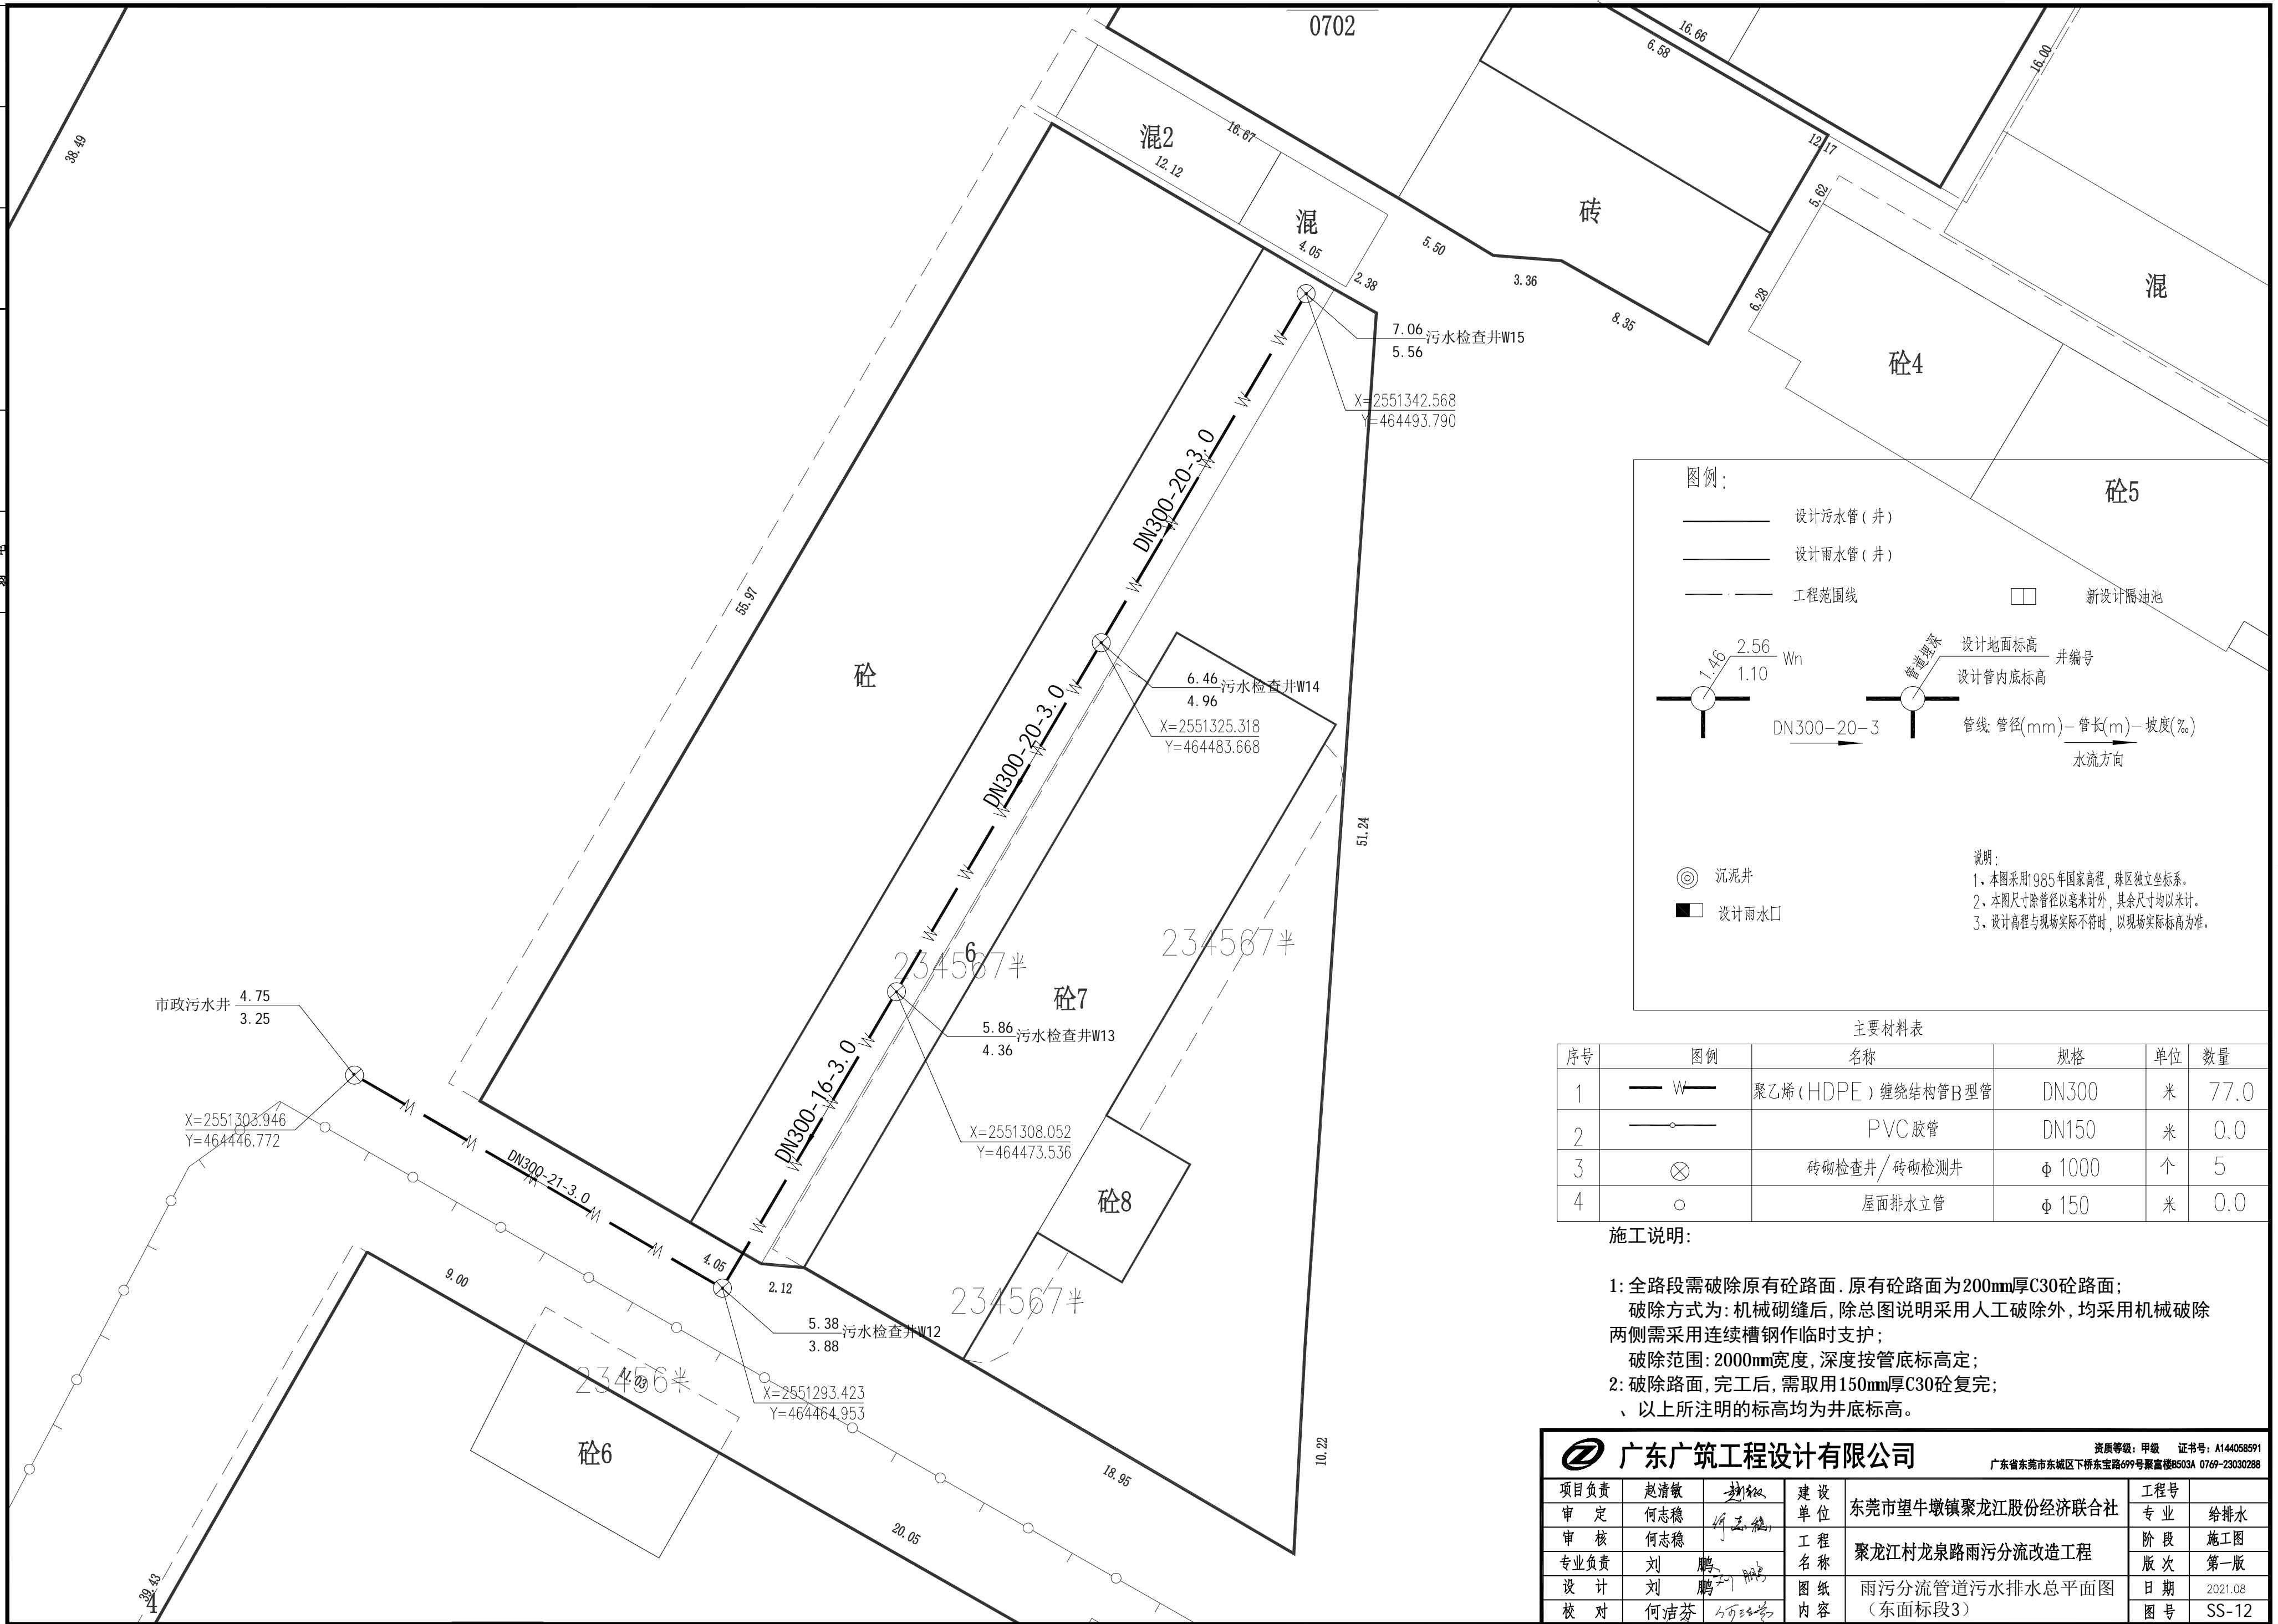 0702
16.66
6.58
16.00
38.49
混2
16.67
12.12
12.17
5.62
混
4.05
砖
5.50
2.38
3.36
6.28
8.35
混
7.06
5.56
污水检查井W15
砼4
X=2551342.568
Y=464493.790
DN300-20-3.0
砼5
55.97
砼
6.46
4.96
污水检查井W14
X=2551325.318
Y=464483.668
DN300-20-3.0
51.24
234567半
6
234567半
砼7
市政污水井
4.75
3.25
5.86
4.36
污水检查井W13
X=2551303.946
Y=464446.772
X=2551308.052
Y=464473.536
DN300-16-3.0
DN300-21-3.0
砼8
4.05
2.12
9.00
234567半
5.38
3.88
污水检查井W12
23456半
11.03
X=2551293.423
Y=464464.953
砼6
10.22
18.95
20.05
39.43
4
W W W W W W W W W W W W W W W W W W W
图例:
设计污水管(井)
设计雨水管(井)
工程范围线
新设计隔油池
1.46
2.56
1.10
Wn
管道埋深
设计地面标高
设计管内底标高
井编号
DN300-20-3
管线: 管径(mm)-管长(m)-坡度(‰)
水流方向
沉泥井
设计雨水口
说明:
1、本图采用1985年国家高程,珠区独立坐标系。
2、本图尺寸除管径以毫米计外,其余尺寸均以米计。
3、设计高程与现场实际不符时,以现场实际标高为准。
主要材料表
序号 图例 名称 规格 单位 数量
1 W 聚乙烯(HDPE)缠绕结构管B型管 DN300 米 77.0
2 PVC胶管 DN150 米 0.0
3 砖砌检查井/砖砌检测井 φ1000 个 5
4 屋面排水立管 φ150 米 0.0
施工说明:
1:全路段需破除原有砼路面.原有砼路面为200mm厚C30砼路面;
破除方式为:机械砌缝后,除总图说明采用人工破除外,均采用机械破除
两侧需采用连续槽钢作临时支护;
破除范围:2000mm宽度,深度按管底标高定;
2:破除路面,完工后,需取用150mm厚C30砼复完;
、以上所注明的标高均为井底标高。
广东广筑工程设计有限公司
资质等级: 甲级 证书号: A144058591
广东省东莞市东城区下桥东宝路699号聚富楼B503A 0769-23030288
项目负责 赵清敏
审定 何志稳
审核 何志稳
专业负责 刘鹏
设计 刘鹏
校对 何洁芬
建设单位 东莞市望牛墩镇聚龙江股份经济联合社
工程名称 聚龙江村龙泉路雨污分流改造工程
图纸内容 雨污分流管道污水排水总平面图
(东面标段3)
工程号
专业 给排水
阶段 施工图
版次 第一版
日期 2021.08
图号 SS-12